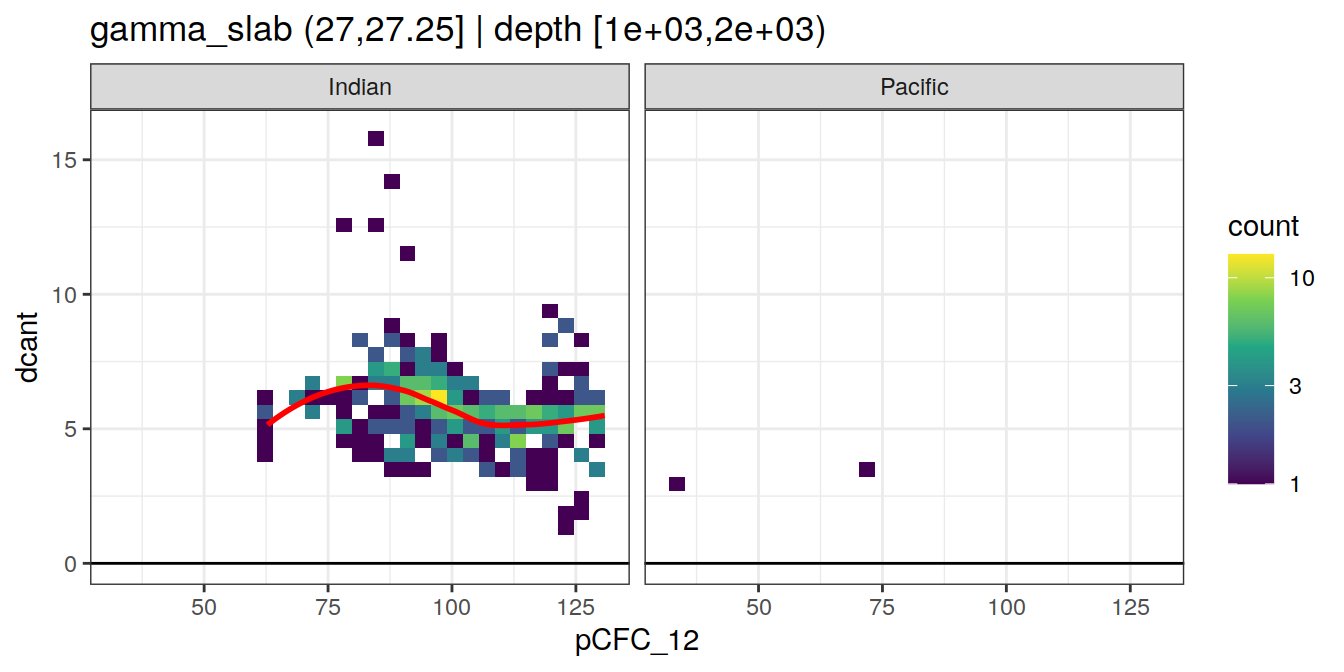 gamma_slab (27,27.25] | depth [1e+03,2e+03)
Indian
Pacific
15
10
5
0
dcant
50 75 100 125
50 75 100 125
pCFC_12
count
10
3
1